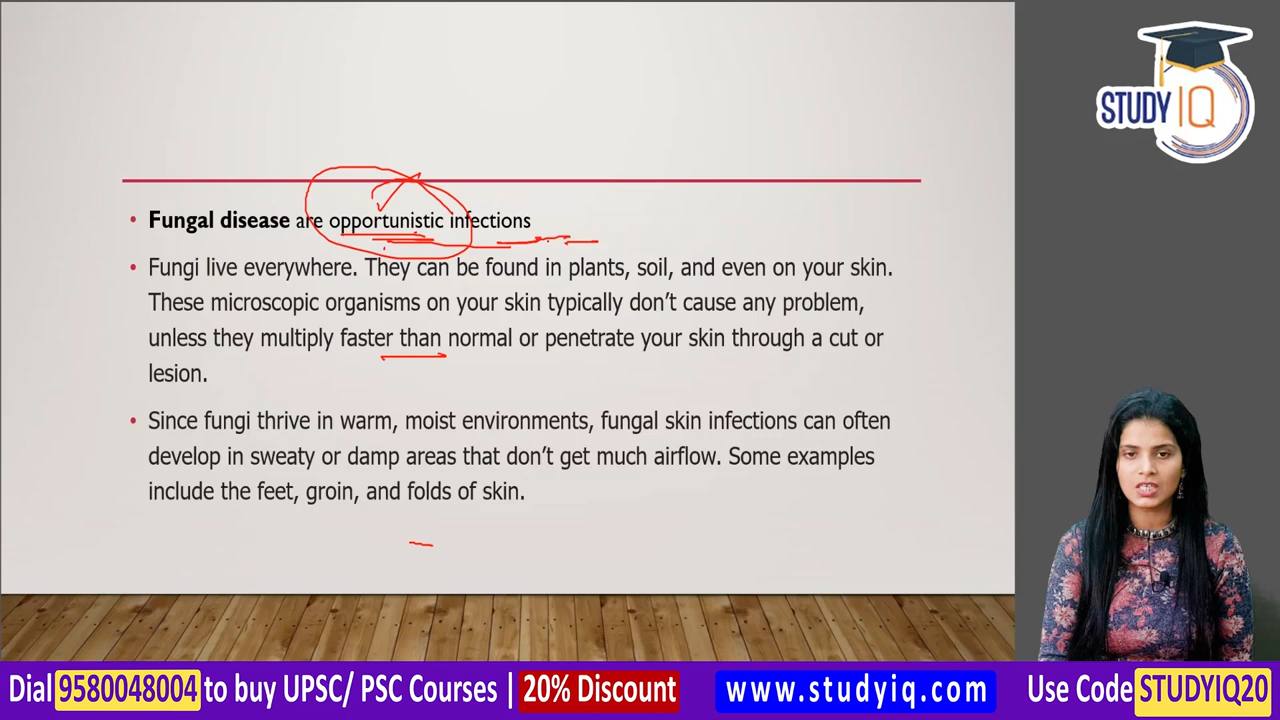 STUDY IQ
• Fungal disease are opportunistic infections
• Fungi live everywhere. They can be found in plants, soil, and even on your skin.
These microscopic organisms on your skin typically don't cause any problem,
unless they multiply faster than normal or penetrate your skin through a cut or
lesion.
• Since fungi thrive in warm, moist environments, fungal skin infections can often
develop in sweaty or damp areas that don't get much airflow. Some examples
include the feet, groin, and folds of skin.
Dial 9580048004 to buy UPSC/ PSC Courses | 20% Discount www.studyiq.com Use Code STUDYIQ20